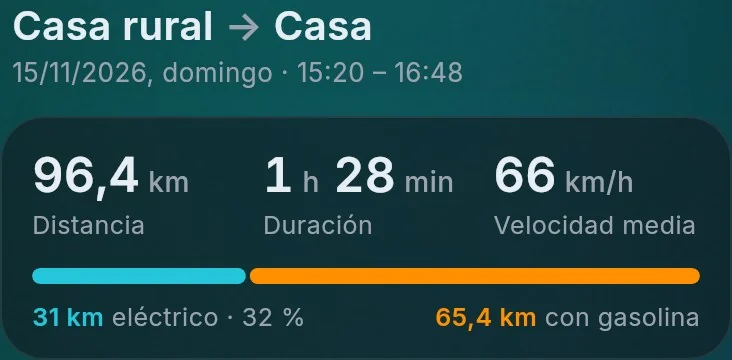 Casa rural → Casa
15/11/2026, domingo · 15:20 – 16:48
96,4 km 1 h 28 min 66 km/h
Distancia Duración Velocidad media
31 km eléctrico · 32 % 65,4 km con gasolina